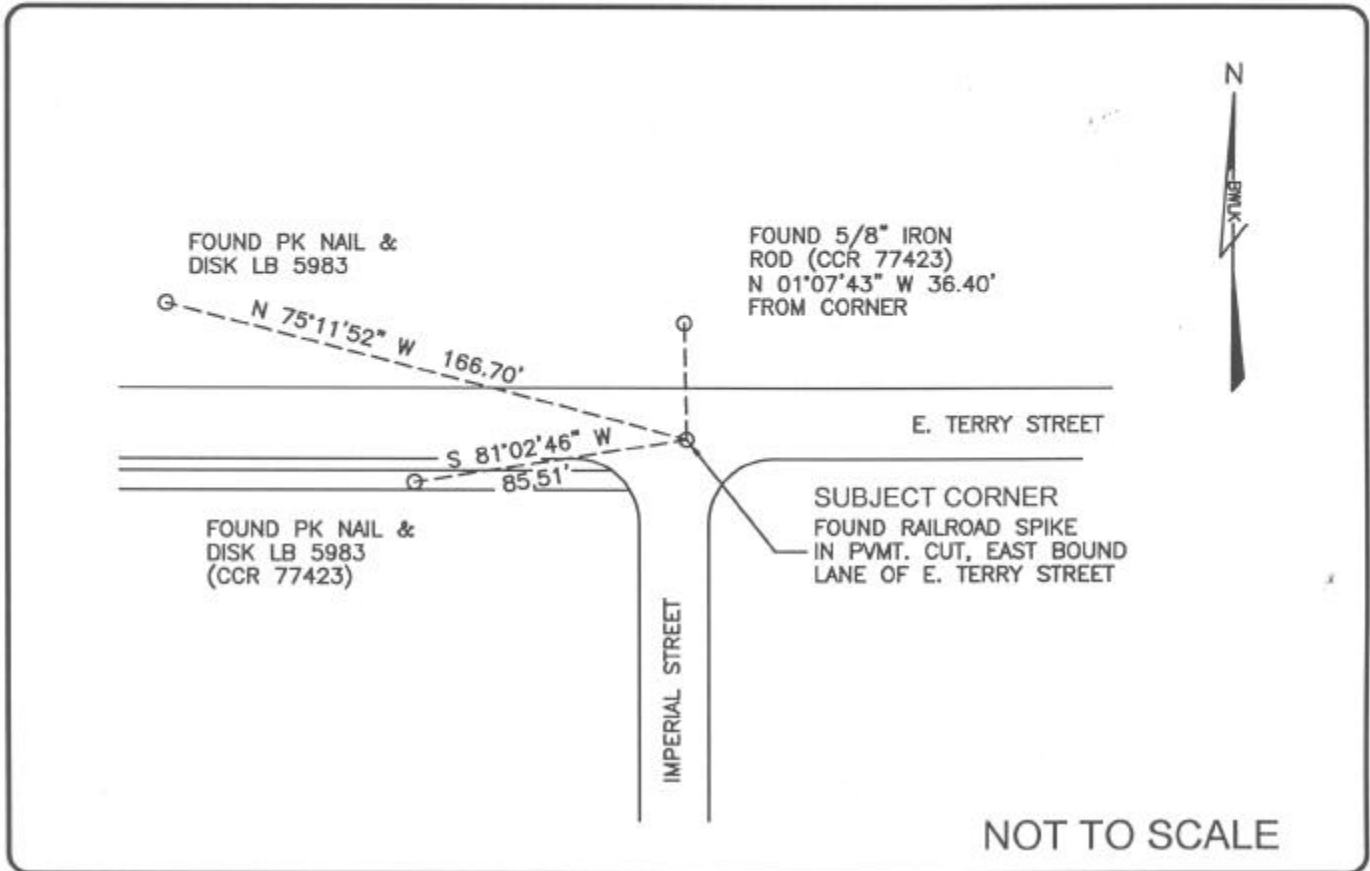 N
BWLK
FOUND PK NAIL &
DISK LB 5983
FOUND 5/8" IRON
ROD (CCR 77423)
N 01°07'43" W 36.40'
FROM CORNER
N 75°11'52" W 166.70'
E. TERRY STREET
S 81°02'46" W
85.51'
SUBJECT CORNER
FOUND RAILROAD SPIKE
IN PVMT. CUT, EAST BOUND
LANE OF E. TERRY STREET
FOUND PK NAIL &
DISK LB 5983
(CCR 77423)
IMPERIAL STREET
NOT TO SCALE